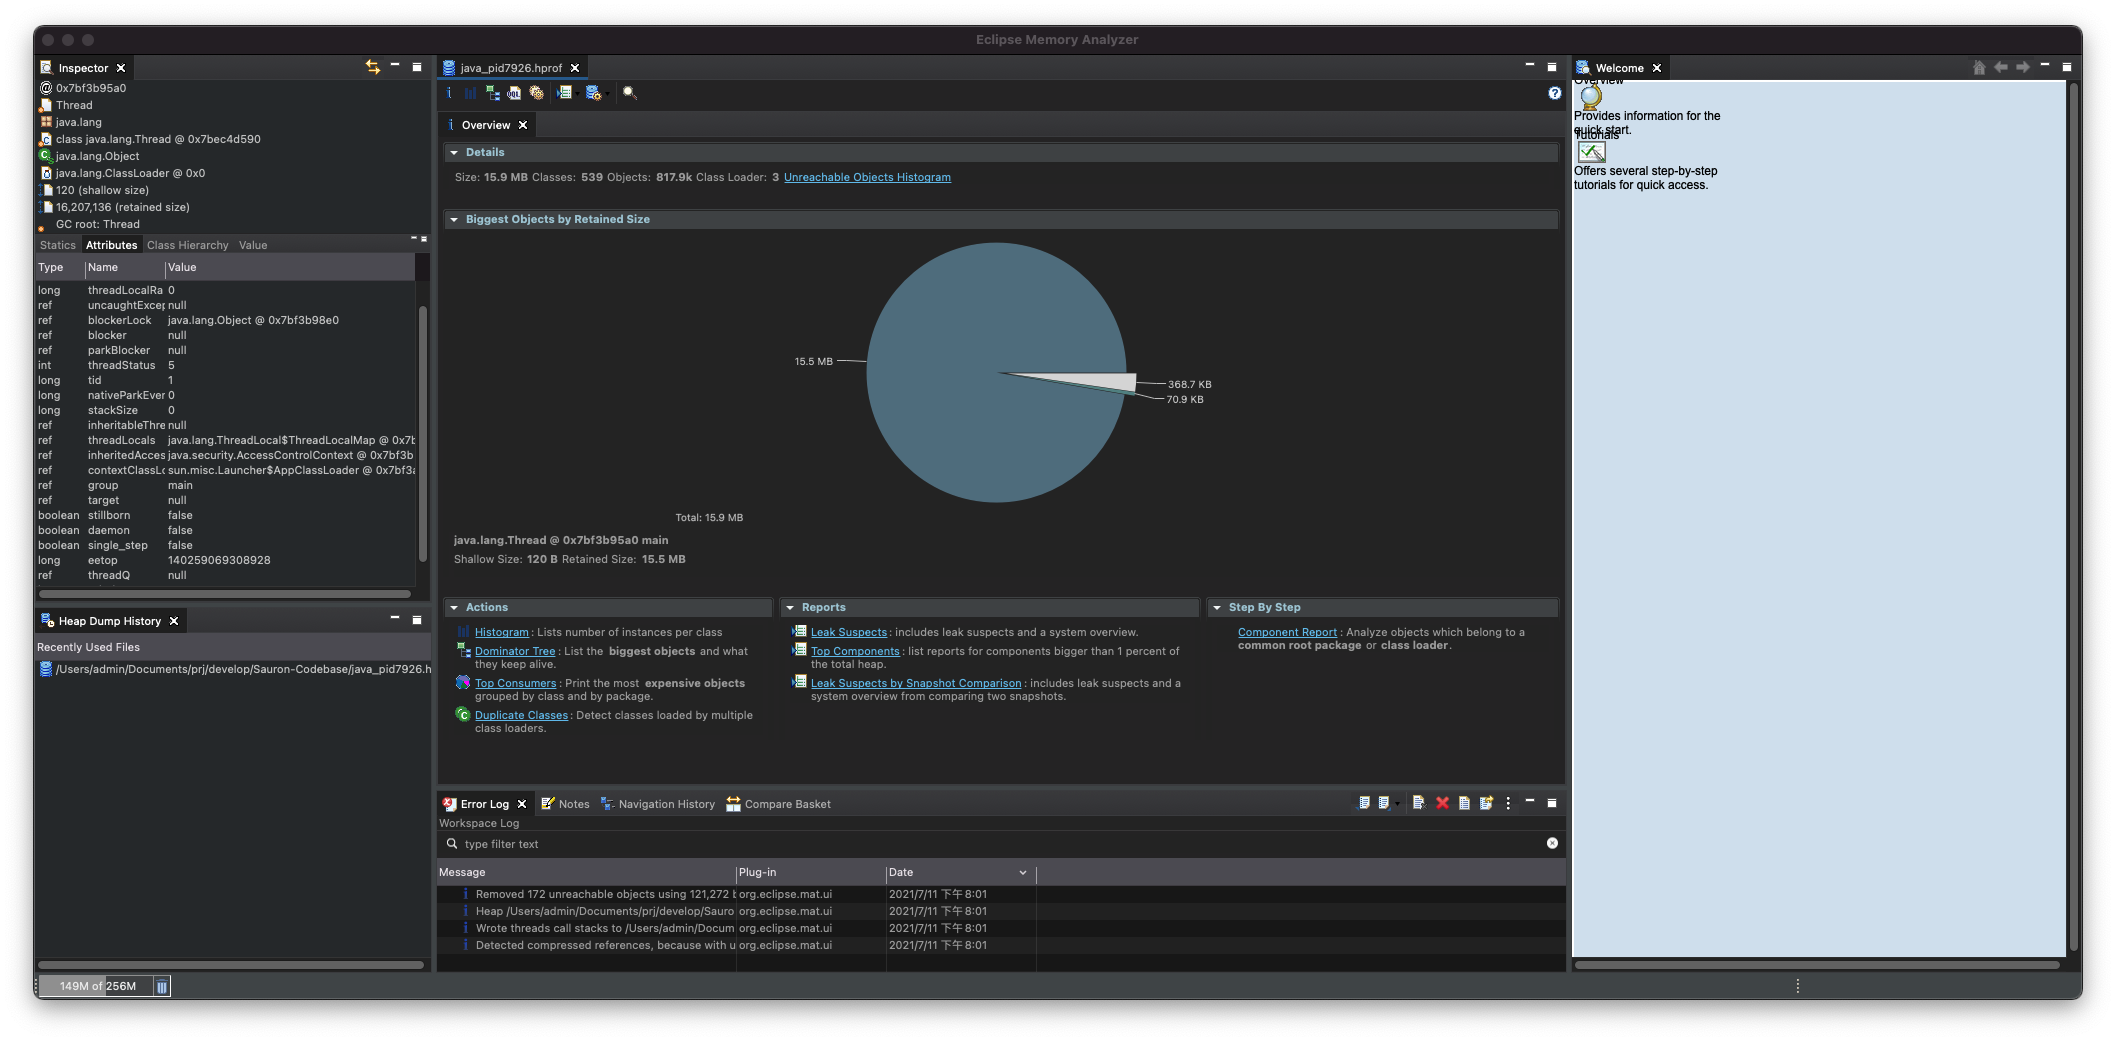 Eclipse Memory Analyzer
Inspector
@ 0x7bf3b95a0
Thread
java.lang
class java.lang.Thread @ 0x7bec4d590
java.lang.Object
java.lang.ClassLoader @ 0x0
120 (shallow size)
16,207,136 (retained size)
GC root: Thread
Statics Attributes Class Hierarchy Value
Type Name Value
long threadLocalRa 0
ref uncaughtExcep null
ref blockerLock java.lang.Object @ 0x7bf3b98e0
ref blocker null
ref parkBlocker null
int threadStatus 5
long tid 1
long nativeParkEver 0
long stackSize 0
ref inheritableThre null
ref threadLocals java.lang.ThreadLocal$ThreadLocalMap @ 0x7b
ref inheritedAcces java.security.AccessControlContext @ 0x7bf3b
ref contextClassLo sun.misc.Launcher$AppClassLoader @ 0x7bf3a
ref group main
ref target null
boolean stillborn false
boolean daemon false
boolean single_step false
long eetop 140259069308928
ref threadQ null
Heap Dump History
Recently Used Files
/Users/admin/Documents/prj/develop/Sauron-Codebase/java_pid7926.h
149M of 256M
java_pid7926.hprof
Overview
Details
Size: 15.9 MB Classes: 539 Objects: 817.9k Class Loader: 3 Unreachable Objects Histogram
Biggest Objects by Retained Size
15.5 MB
368.7 KB
70.9 KB
Total: 15.9 MB
java.lang.Thread @ 0x7bf3b95a0 main
Shallow Size: 120 B Retained Size: 15.5 MB
Actions
Histogram: Lists number of instances per class
Dominator Tree: List the biggest objects and what
they keep alive.
Top Consumers: Print the most expensive objects
grouped by class and by package.
Duplicate Classes: Detect classes loaded by multiple
class loaders.
Reports
Leak Suspects: includes leak suspects and a system overview.
Top Components: list reports for components bigger than 1 percent of
the total heap.
Leak Suspects by Snapshot Comparison: includes leak suspects and a
system overview from comparing two snapshots.
Step By Step
Component Report: Analyze objects which belong to a
common root package or class loader.
Error Log Notes Navigation History Compare Basket
Workspace Log
type filter text
Message Plug-in Date
Removed 172 unreachable objects using 121,272 b org.eclipse.mat.ui 2021/7/11 下午8:01
Heap /Users/admin/Documents/prj/develop/Sauro org.eclipse.mat.ui 2021/7/11 下午8:01
Wrote threads call stacks to /Users/admin/Docum org.eclipse.mat.ui 2021/7/11 下午8:01
Detected compressed references, because with u org.eclipse.mat.ui 2021/7/11 下午8:01
Welcome
Overview
Provides information for the
quick start.
Tutorials
Offers several step-by-step
tutorials for quick access.